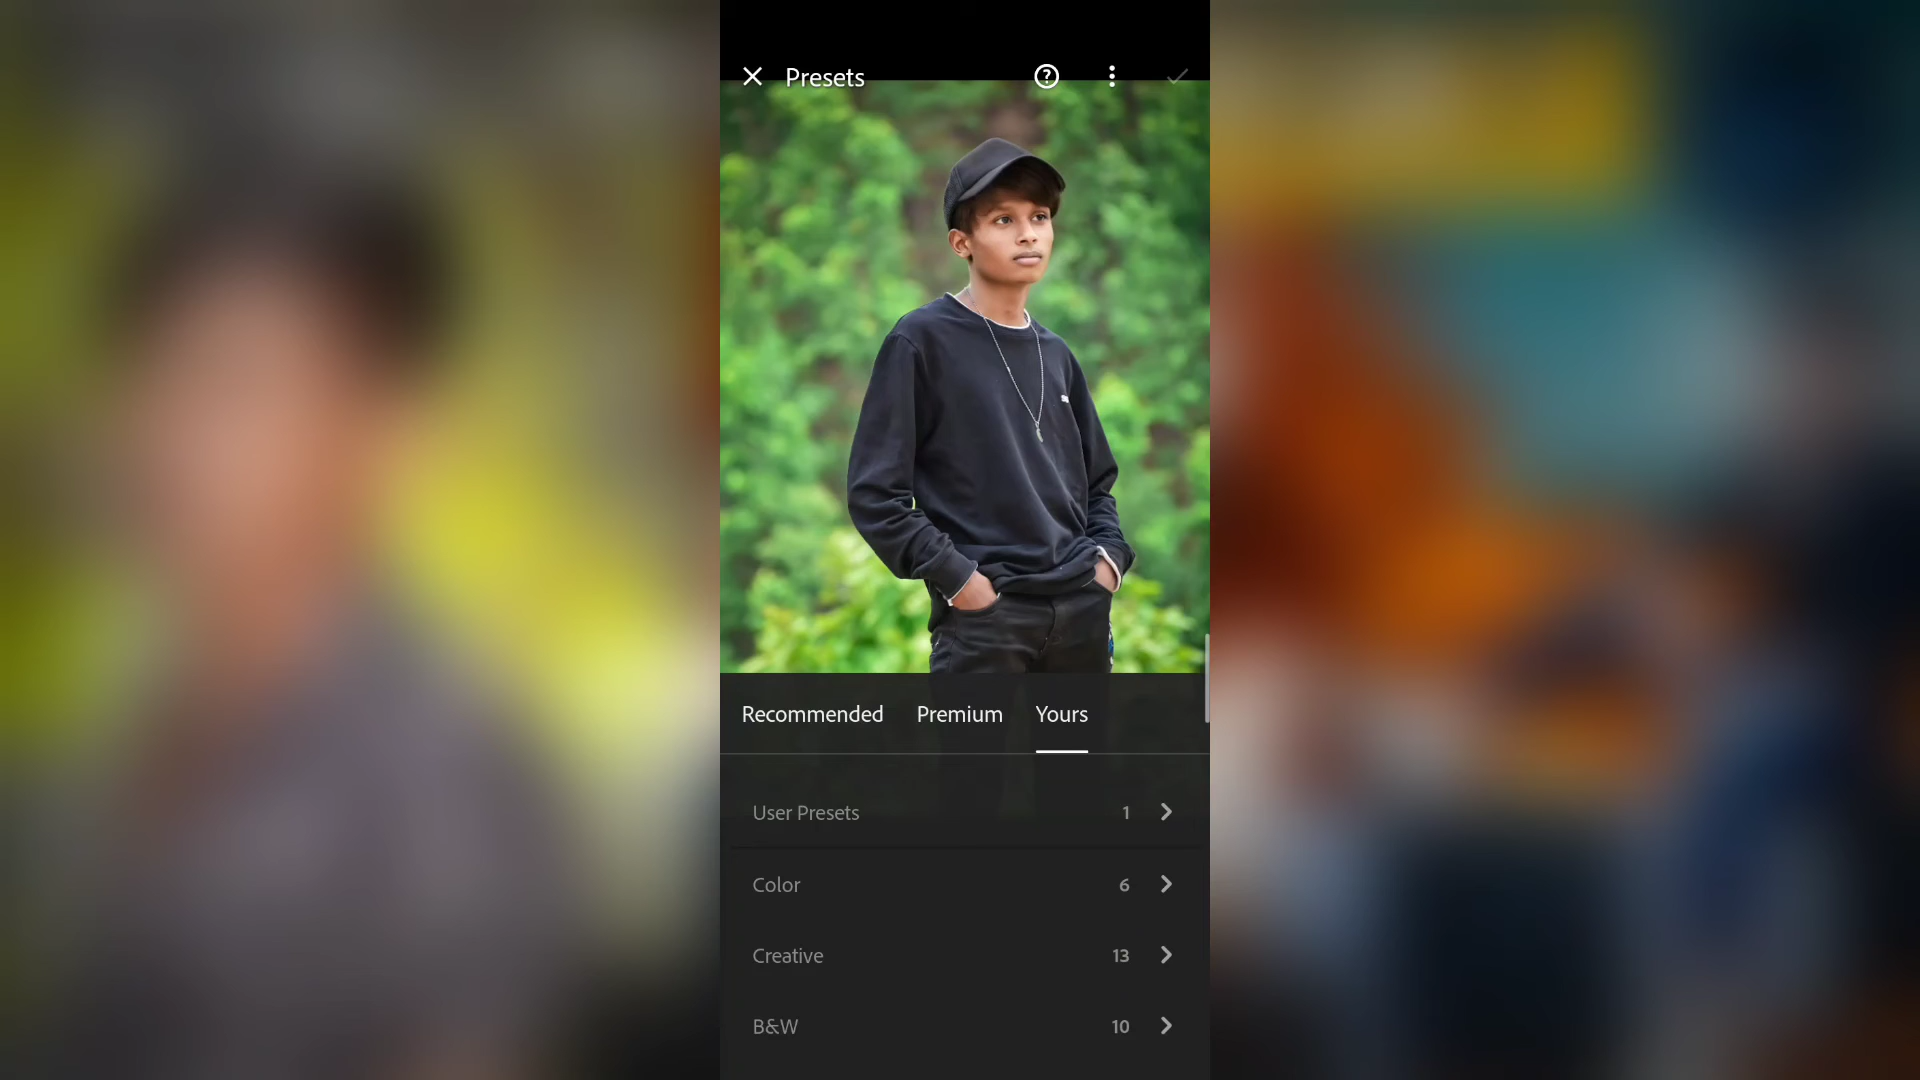 Presets
Recommended Premium Yours
User Presets 1
Color 6
Creative 13
B&W 10